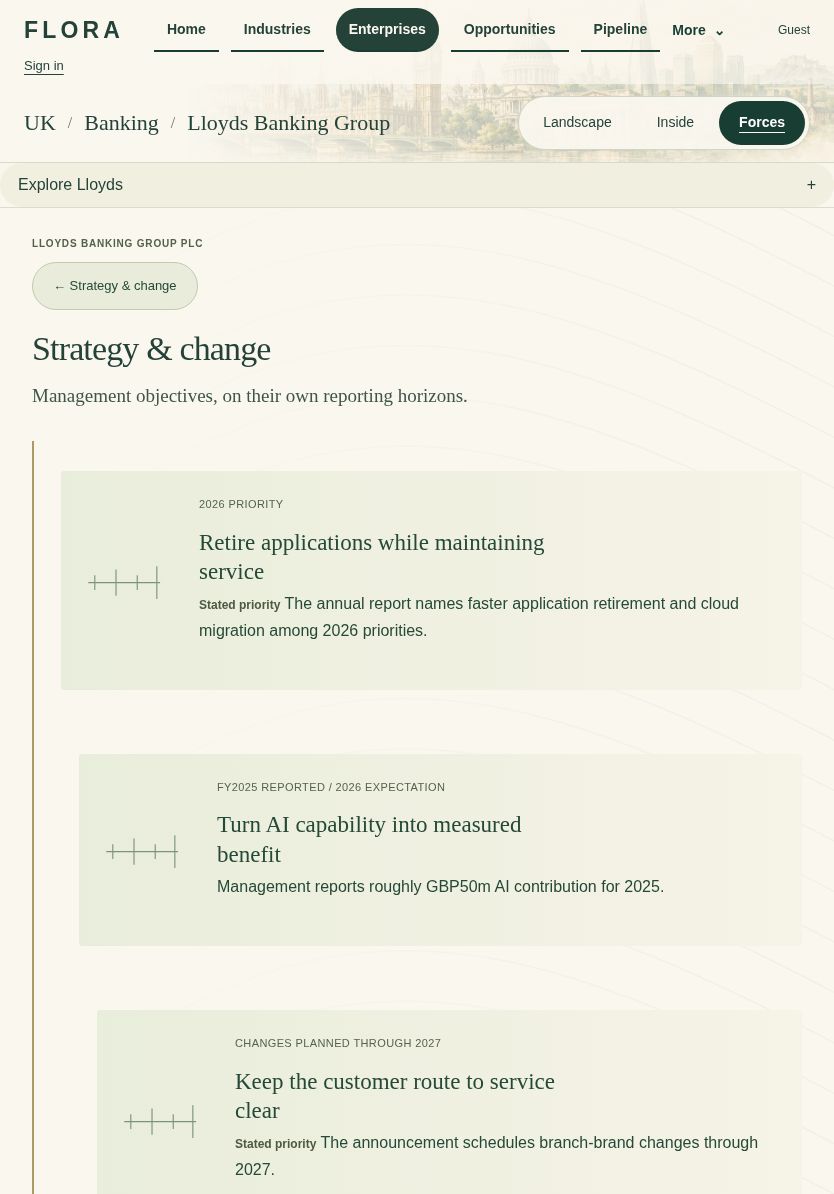 FLORA
Home
Industries
Enterprises
Opportunities
Pipeline
More
Guest
Sign in
UK / Banking / Lloyds Banking Group
Landscape
Inside
Forces
Explore Lloyds
+
LLOYDS BANKING GROUP PLC
← Strategy & change
Strategy & change
Management objectives, on their own reporting horizons.
2026 PRIORITY
Retire applications while maintaining
service
Stated priority The annual report names faster application retirement and cloud
migration among 2026 priorities.
FY2025 REPORTED / 2026 EXPECTATION
Turn AI capability into measured
benefit
Management reports roughly GBP50m AI contribution for 2025.
CHANGES PLANNED THROUGH 2027
Keep the customer route to service
clear
Stated priority The announcement schedules branch-brand changes through
2027.